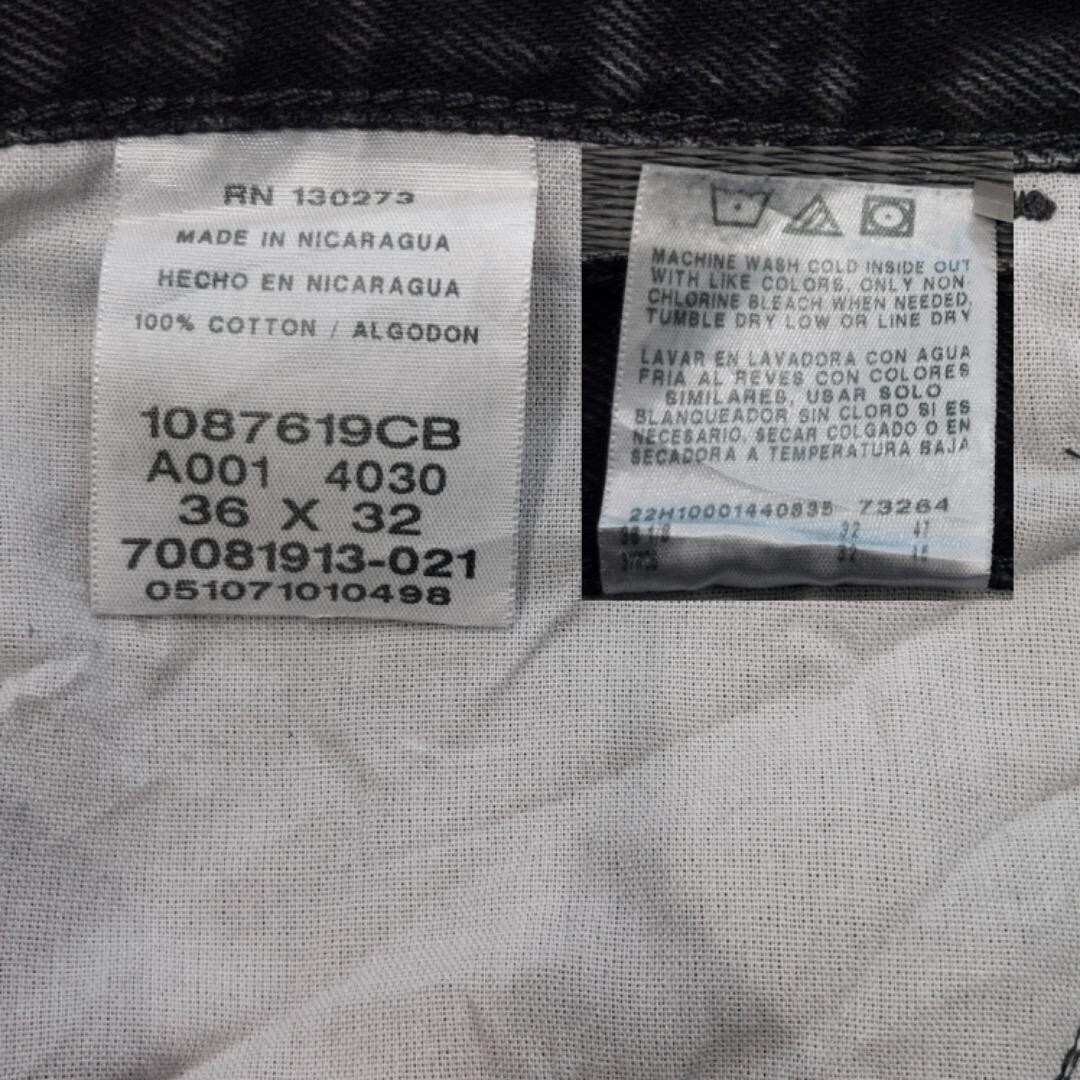 RN 130273
MADE IN NICARAGUA
HECHO EN NICARAGUA
100% COTTON / ALGODON
1087619CB
A001 4030
36 X 32
70081913-021
051071010498
MACHINE WASH COLD INSIDE OUT
WITH LIKE COLORS, ONLY NON-
CHLORINE BLEACH WHEN NEEDED,
TUMBLE DRY LOW OR LINE DRY
LAVAR EN LAVADORA CON AGUA
FRIA AL REVES CON COLORES
SIMILARES, USAR SOLO
BLANQUEADOR SIN CLORO SI ES
NECESARIO, SECAR COLGADO O EN
SECADORA A TEMPERATURA BAJA
73264
32
32